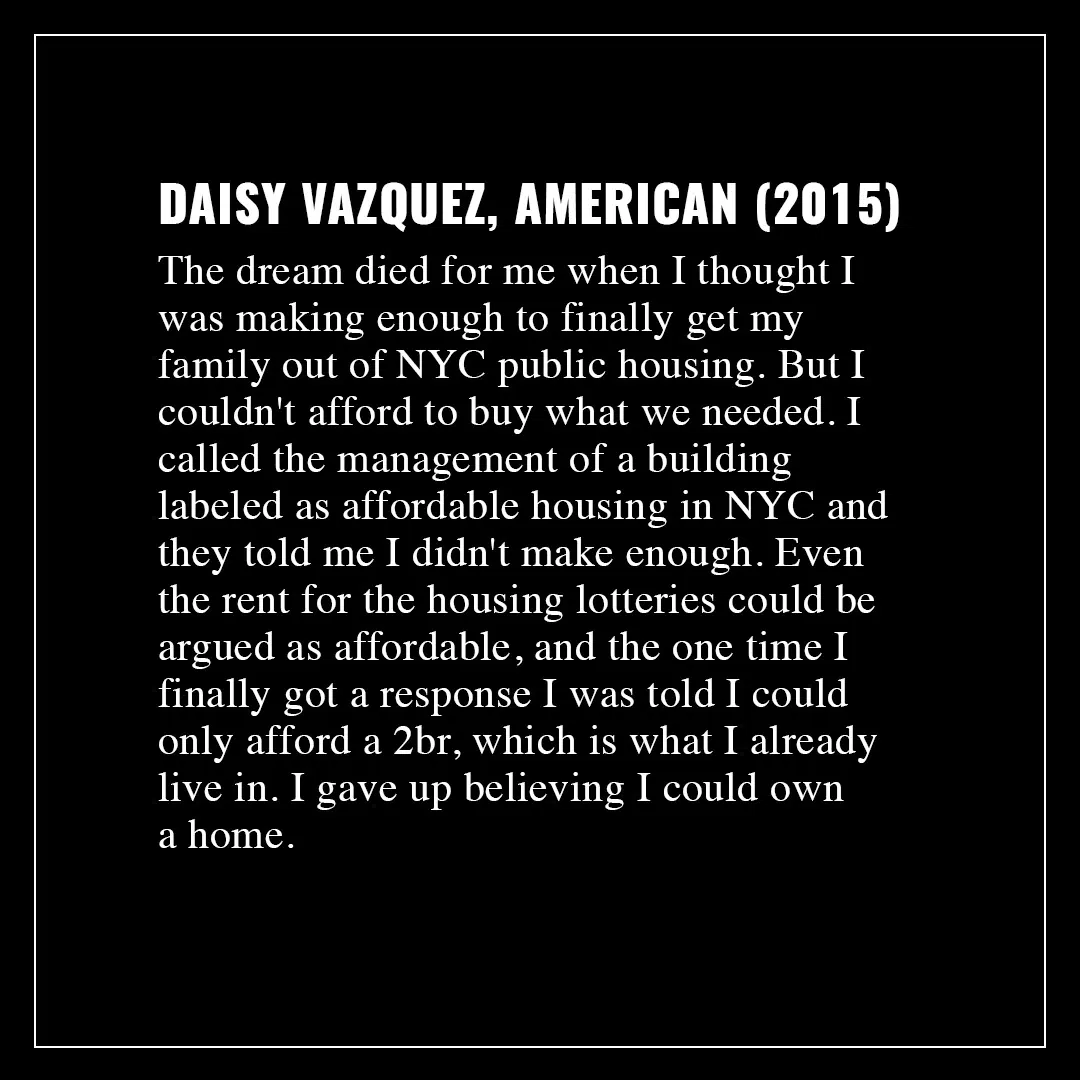 DAISY VAZQUEZ, AMERICAN (2015)
The dream died for me when I thought I
was making enough to finally get my
family out of NYC public housing. But I
couldn't afford to buy what we needed. I
called the management of a building
labeled as affordable housing in NYC and
they told me I didn't make enough. Even
the rent for the housing lotteries could be
argued as affordable, and the one time I
finally got a response I was told I could
only afford a 2br, which is what I already
live in. I gave up believing I could own
a home.